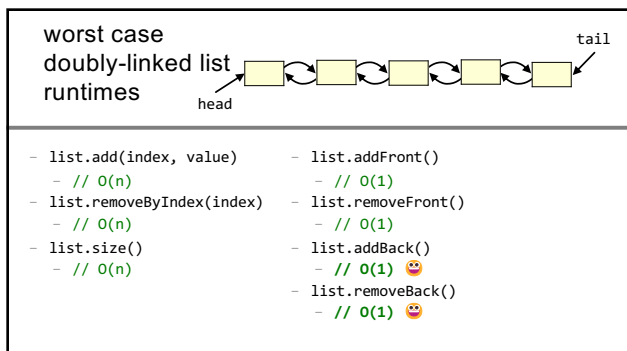 worst case
doubly-linked list
runtimes
head
tail
– list.add(index, value)
– // O(n)
– list.removeByIndex(index)
– // O(n)
– list.size()
– // O(n)
– list.addFront()
– // O(1)
– list.removeFront()
– // O(1)
– list.addBack()
– // O(1) 😀
– list.removeBack()
– // O(1) 😀